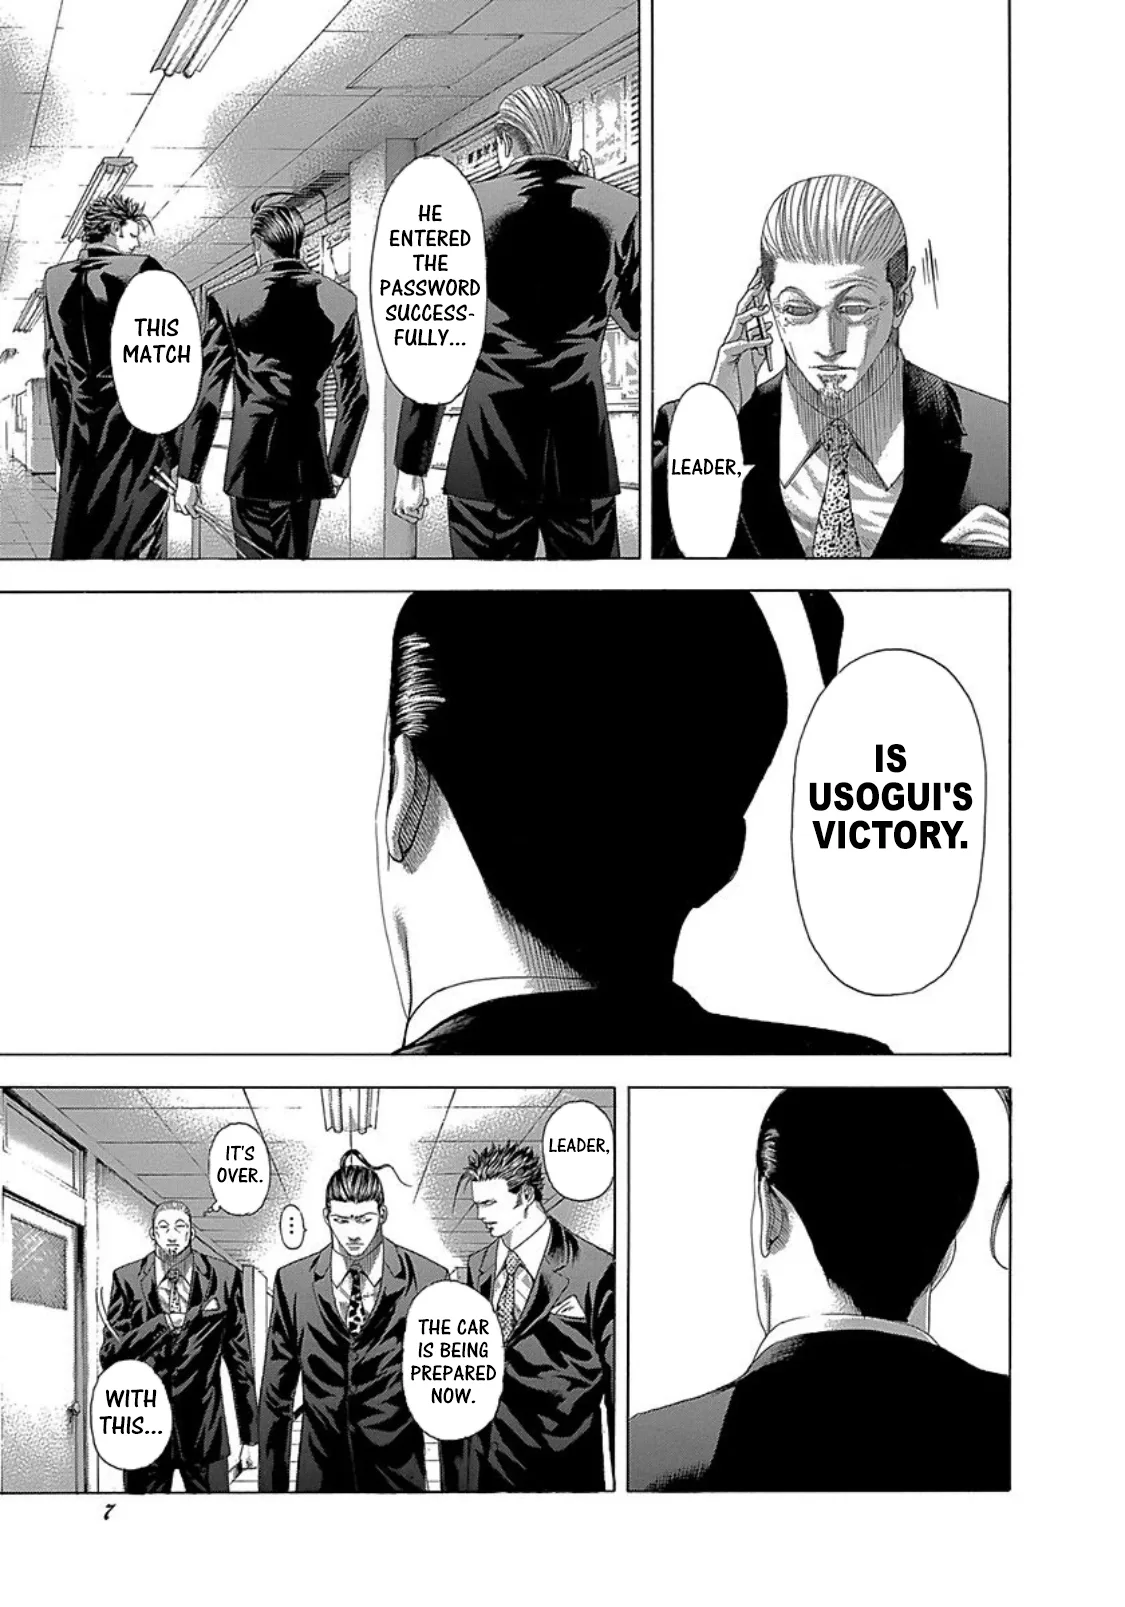 LEADER,
HE
ENTERED
THE
PASSWORD
SUCCESS-
FULLY...
THIS
MATCH
IS
USOGUI'S
VICTORY.
LEADER,
THE CAR
IS BEING
PREPARED
NOW.
...
IT'S
OVER.
WITH
THIS...
7